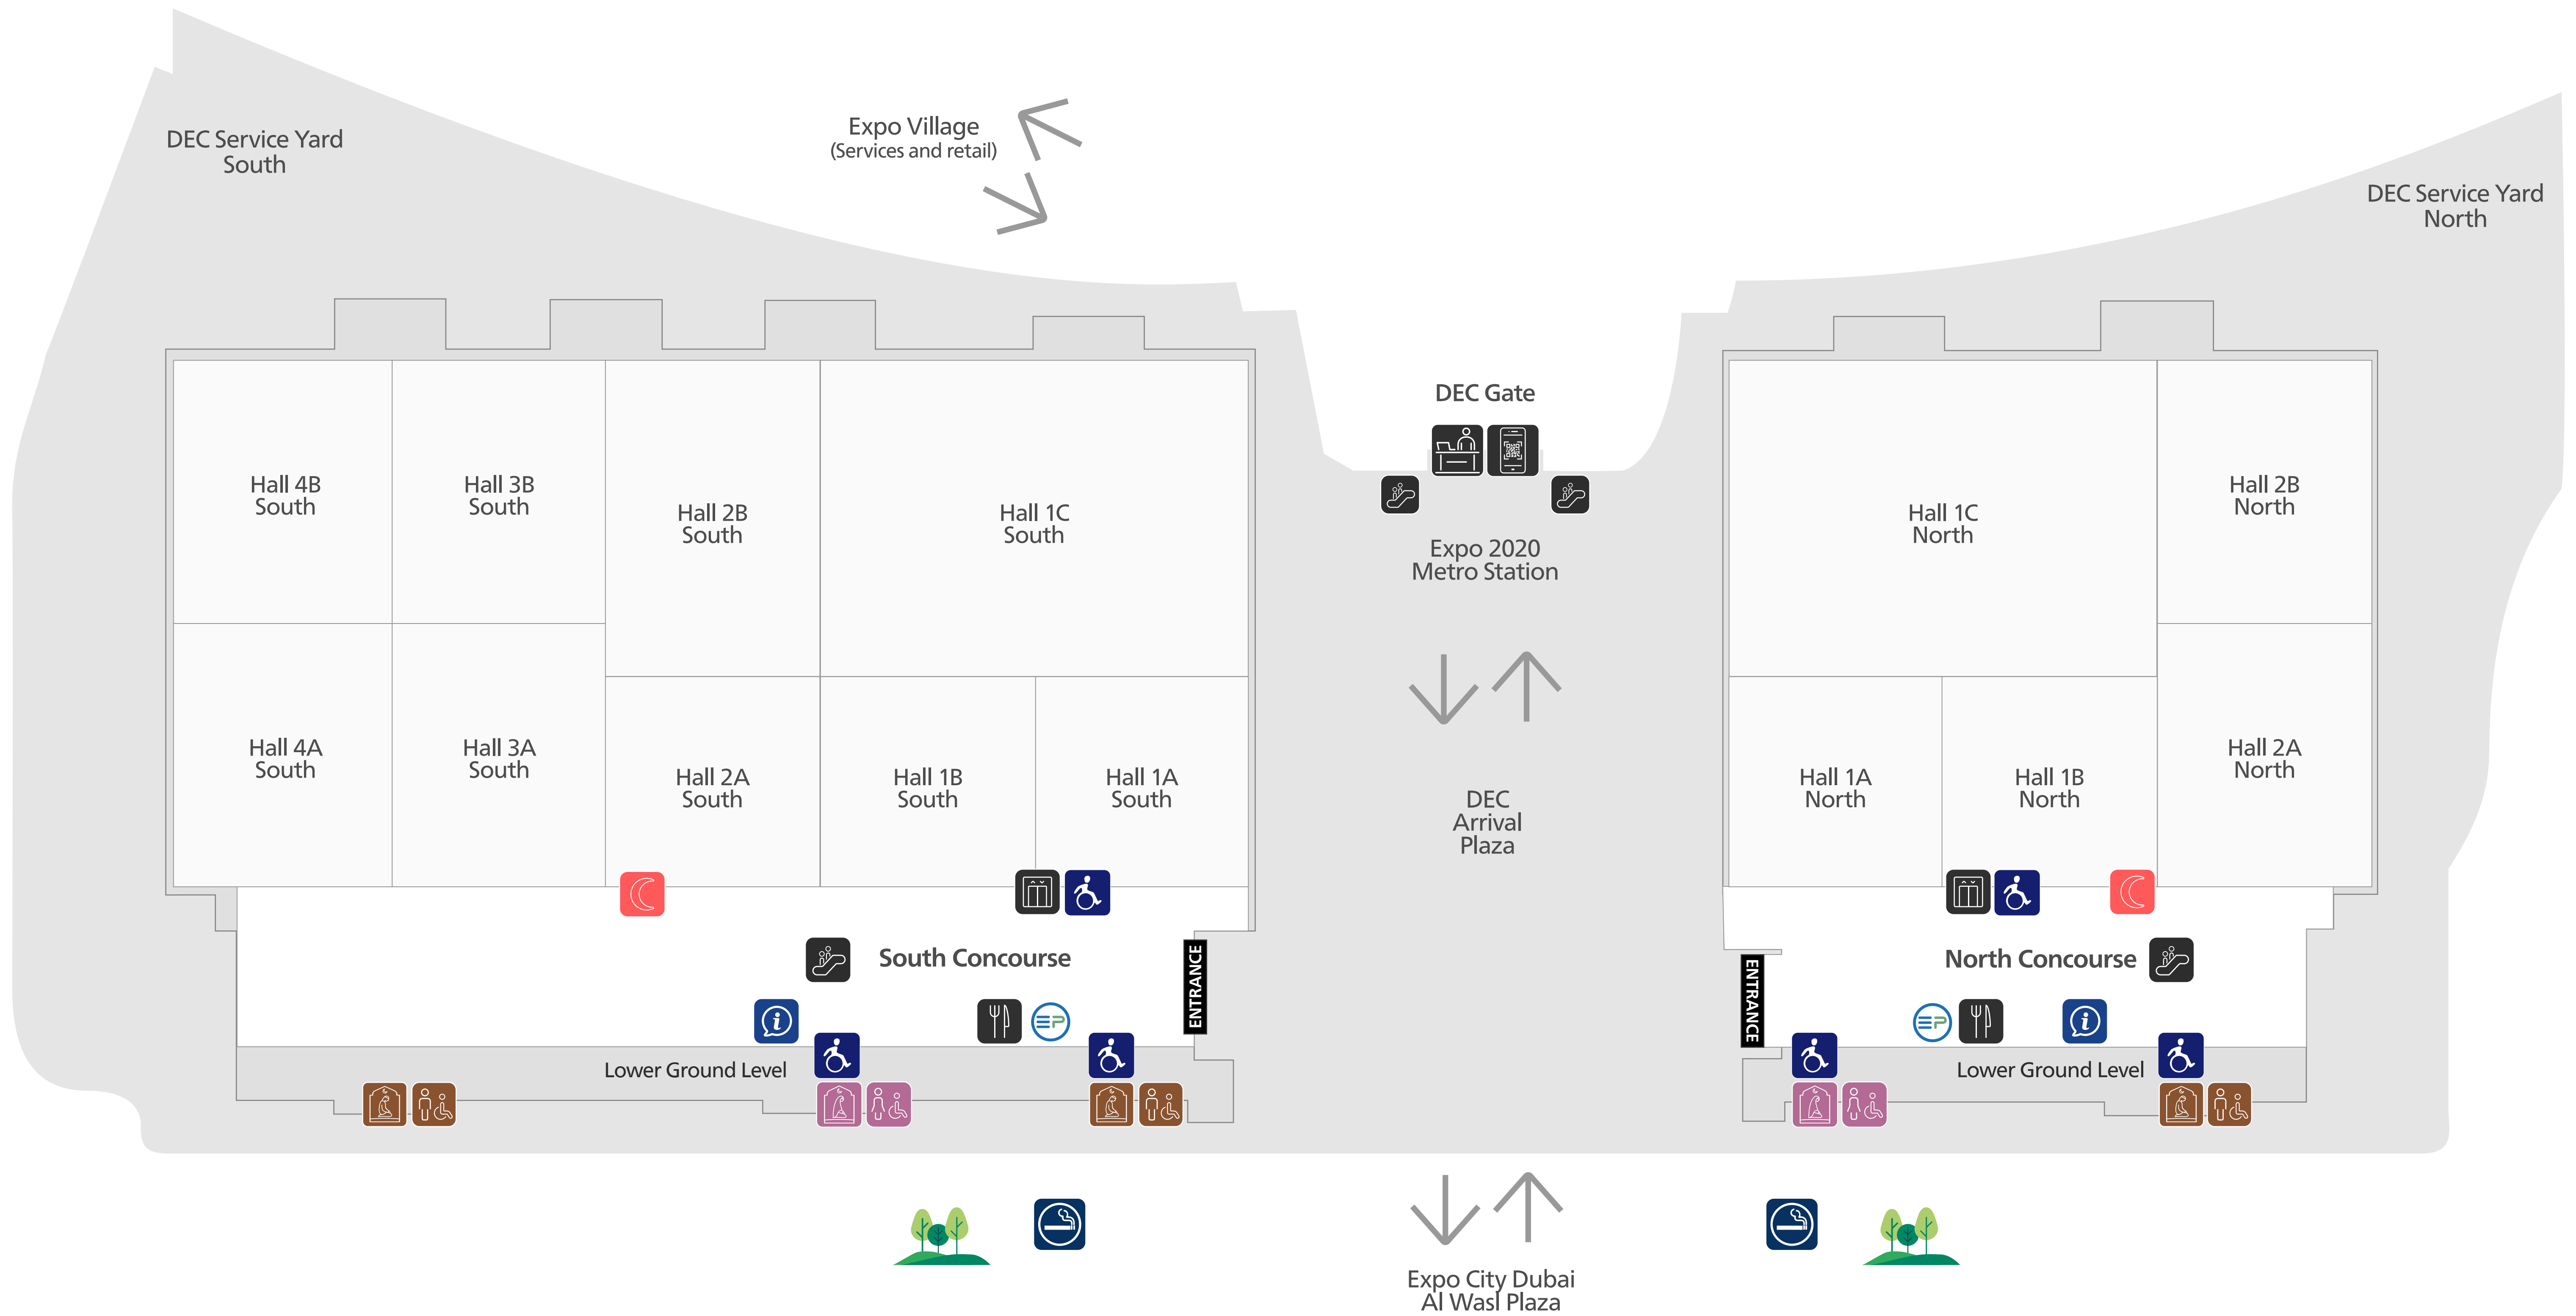 DEC Service Yard
South
Expo Village
(Services and retail)
DEC Service Yard
North
DEC Gate
Expo 2020
Metro Station
DEC
Arrival
Plaza
Hall 4B
South
Hall 3B
South
Hall 2B
South
Hall 1C
South
Hall 4A
South
Hall 3A
South
Hall 2A
South
Hall 1B
South
Hall 1A
South
Hall 1C
North
Hall 2B
North
Hall 1A
North
Hall 1B
North
Hall 2A
North
South Concourse
ENTRANCE
i
EP
Lower Ground Level
North Concourse
ENTRANCE
EP
i
Lower Ground Level
Expo City Dubai
Al Wasl Plaza